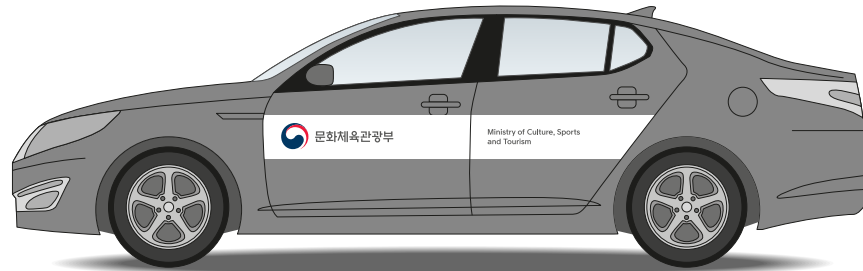 문화체육관광부
Ministry of Culture, Sports
and Tourism